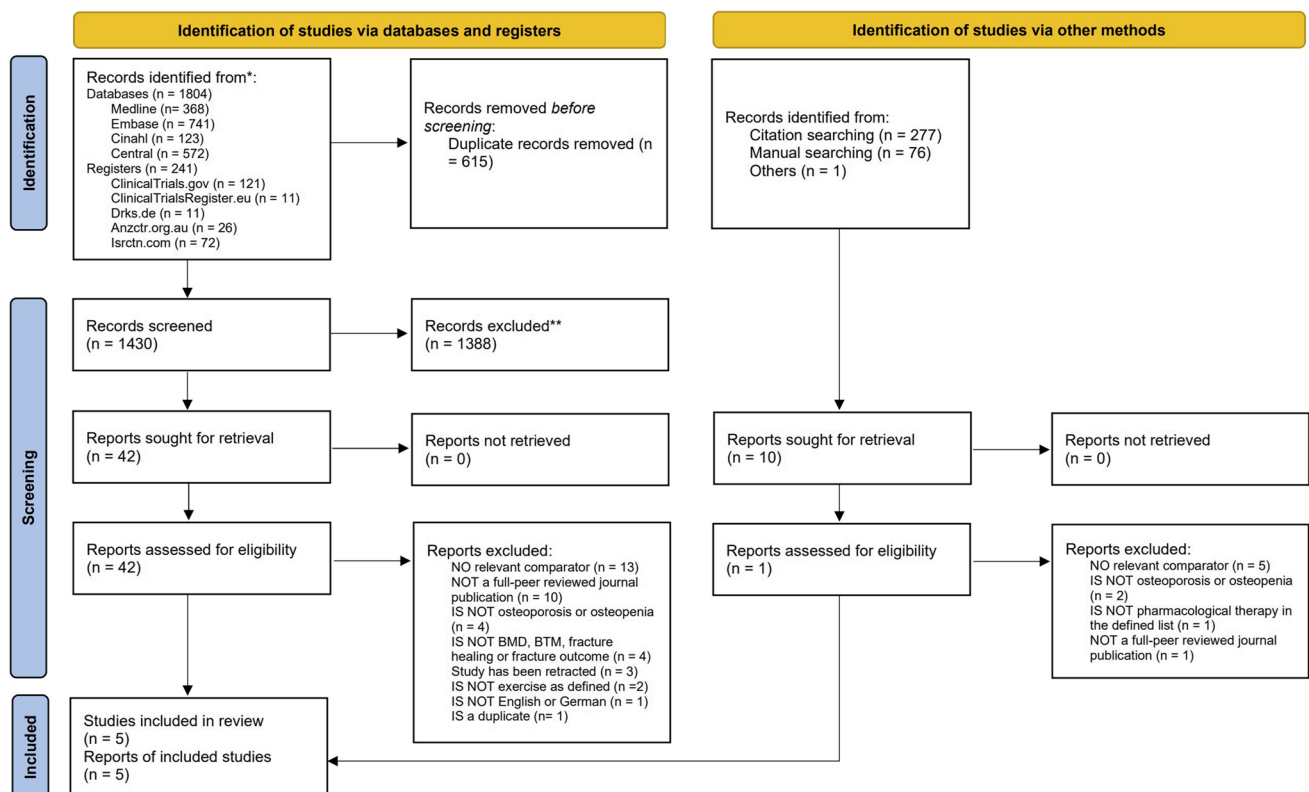 Identification of studies via databases and registers
Identification of studies via other methods
Identification
Records identified from*:
Databases (n = 1804)
Medline (n= 368)
Embase (n = 741)
Cinahl (n = 123)
Central (n = 572)
Registers (n = 241)
ClinicalTrials.gov (n = 121)
ClinicalTrialsRegister.eu (n = 11)
Drks.de (n = 11)
Anzctr.org.au (n = 26)
Isrctn.com (n = 72)
Records removed before
screening:
Duplicate records removed (n
= 615)
Records identified from:
Citation searching (n = 277)
Manual searching (n = 76)
Others (n = 1)
Screening
Records screened
(n = 1430)
Records excluded**
(n = 1388)
Reports sought for retrieval
(n = 42)
Reports not retrieved
(n = 0)
Reports sought for retrieval
(n = 10)
Reports not retrieved
(n = 0)
Reports assessed for eligibility
(n = 42)
Reports excluded:
NO relevant comparator (n = 13)
NOT a full-peer reviewed journal
publication (n = 10)
IS NOT osteoporosis or osteopenia
(n = 4)
IS NOT BMD, BTM, fracture
healing or fracture outcome (n = 4)
Study has been retracted (n = 3)
IS NOT exercise as defined (n =2)
IS NOT English or German (n = 1)
IS a duplicate (n= 1)
Reports assessed for eligibility
(n = 1)
Reports excluded:
NO relevant comparator (n = 5)
IS NOT osteoporosis or osteopenia
(n = 2)
IS NOT pharmacological therapy in
the defined list (n = 1)
NOT a full-peer reviewed journal
publication (n = 1)
Included
Studies included in review
(n = 5)
Reports of included studies
(n = 5)